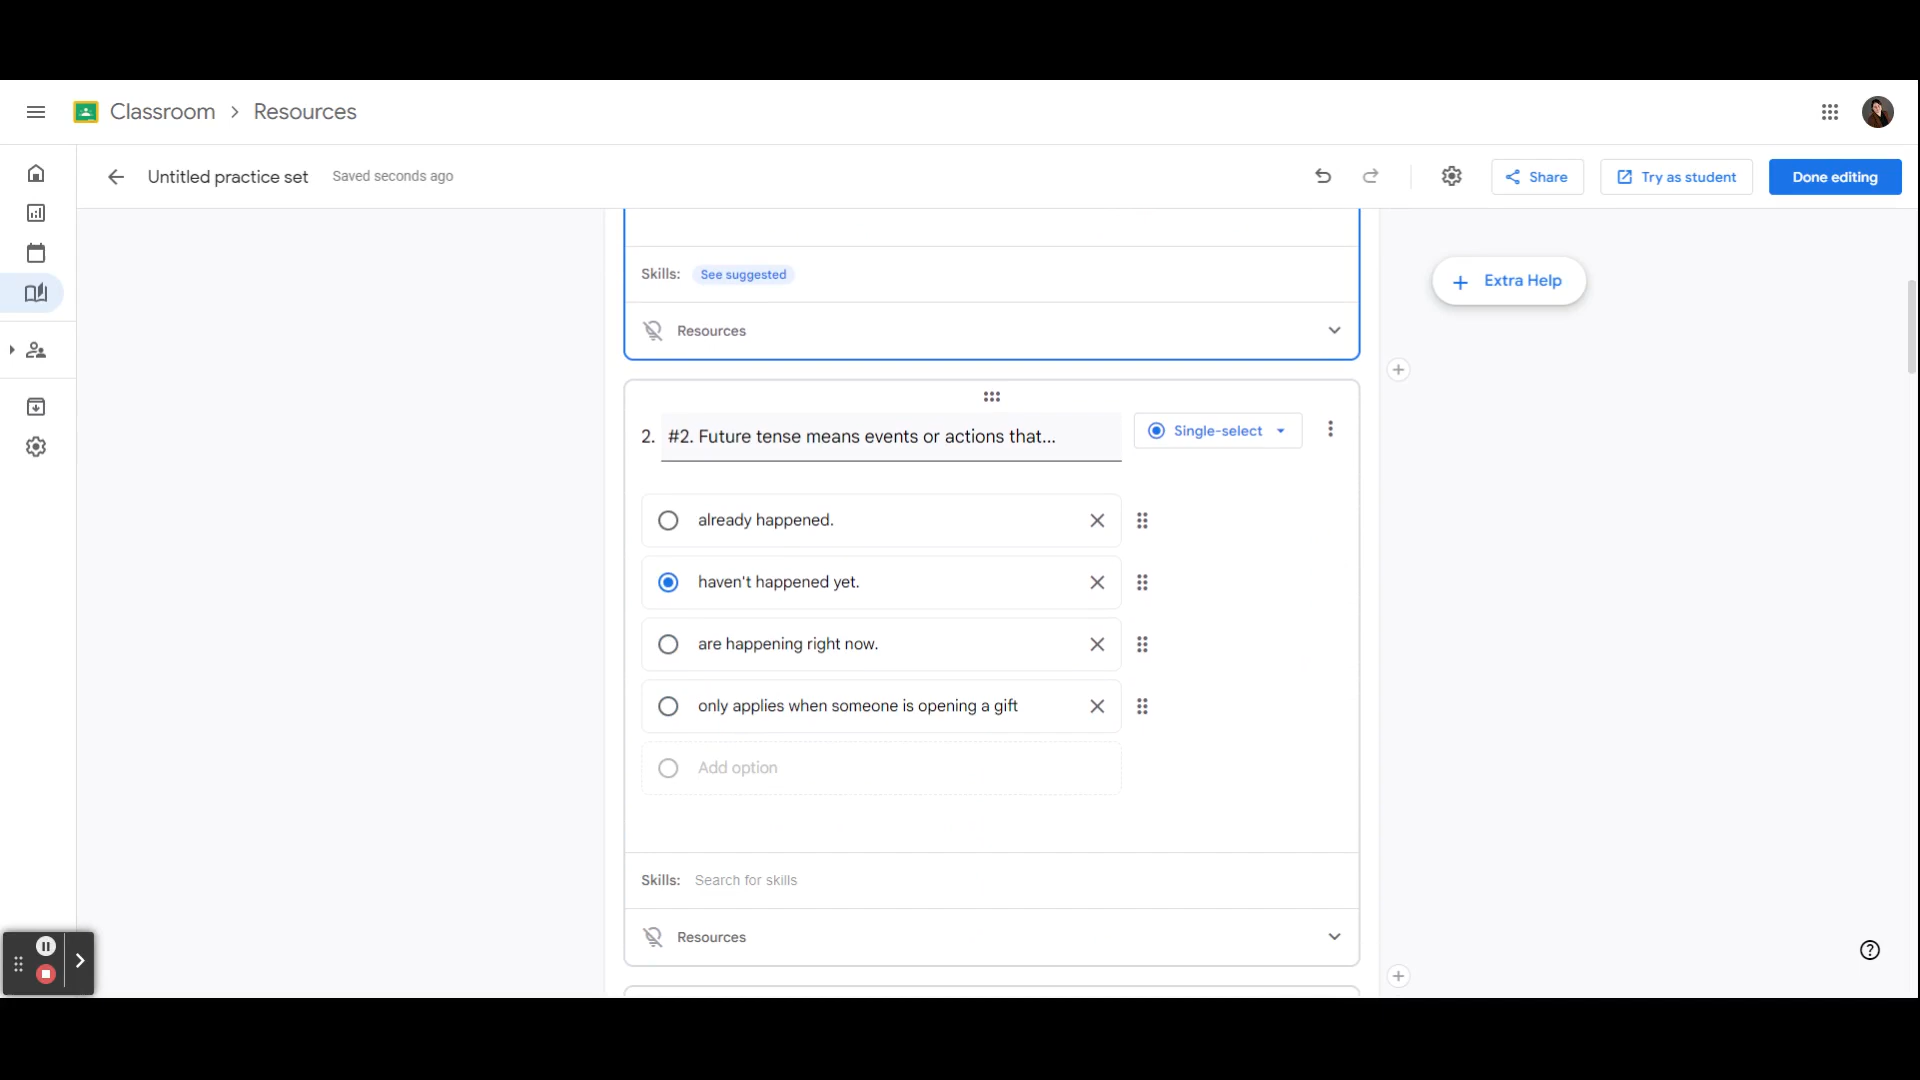 Classroom > Resources
Untitled practice set Saved seconds ago Share Try as student Done editing
Skills: See suggested
Extra Help
Resources
2. #2. Future tense means events or actions that... Single-select
already happened.
haven't happened yet.
are happening right now.
only applies when someone is opening a gift
Add option
Skills: Search for skills
Resources